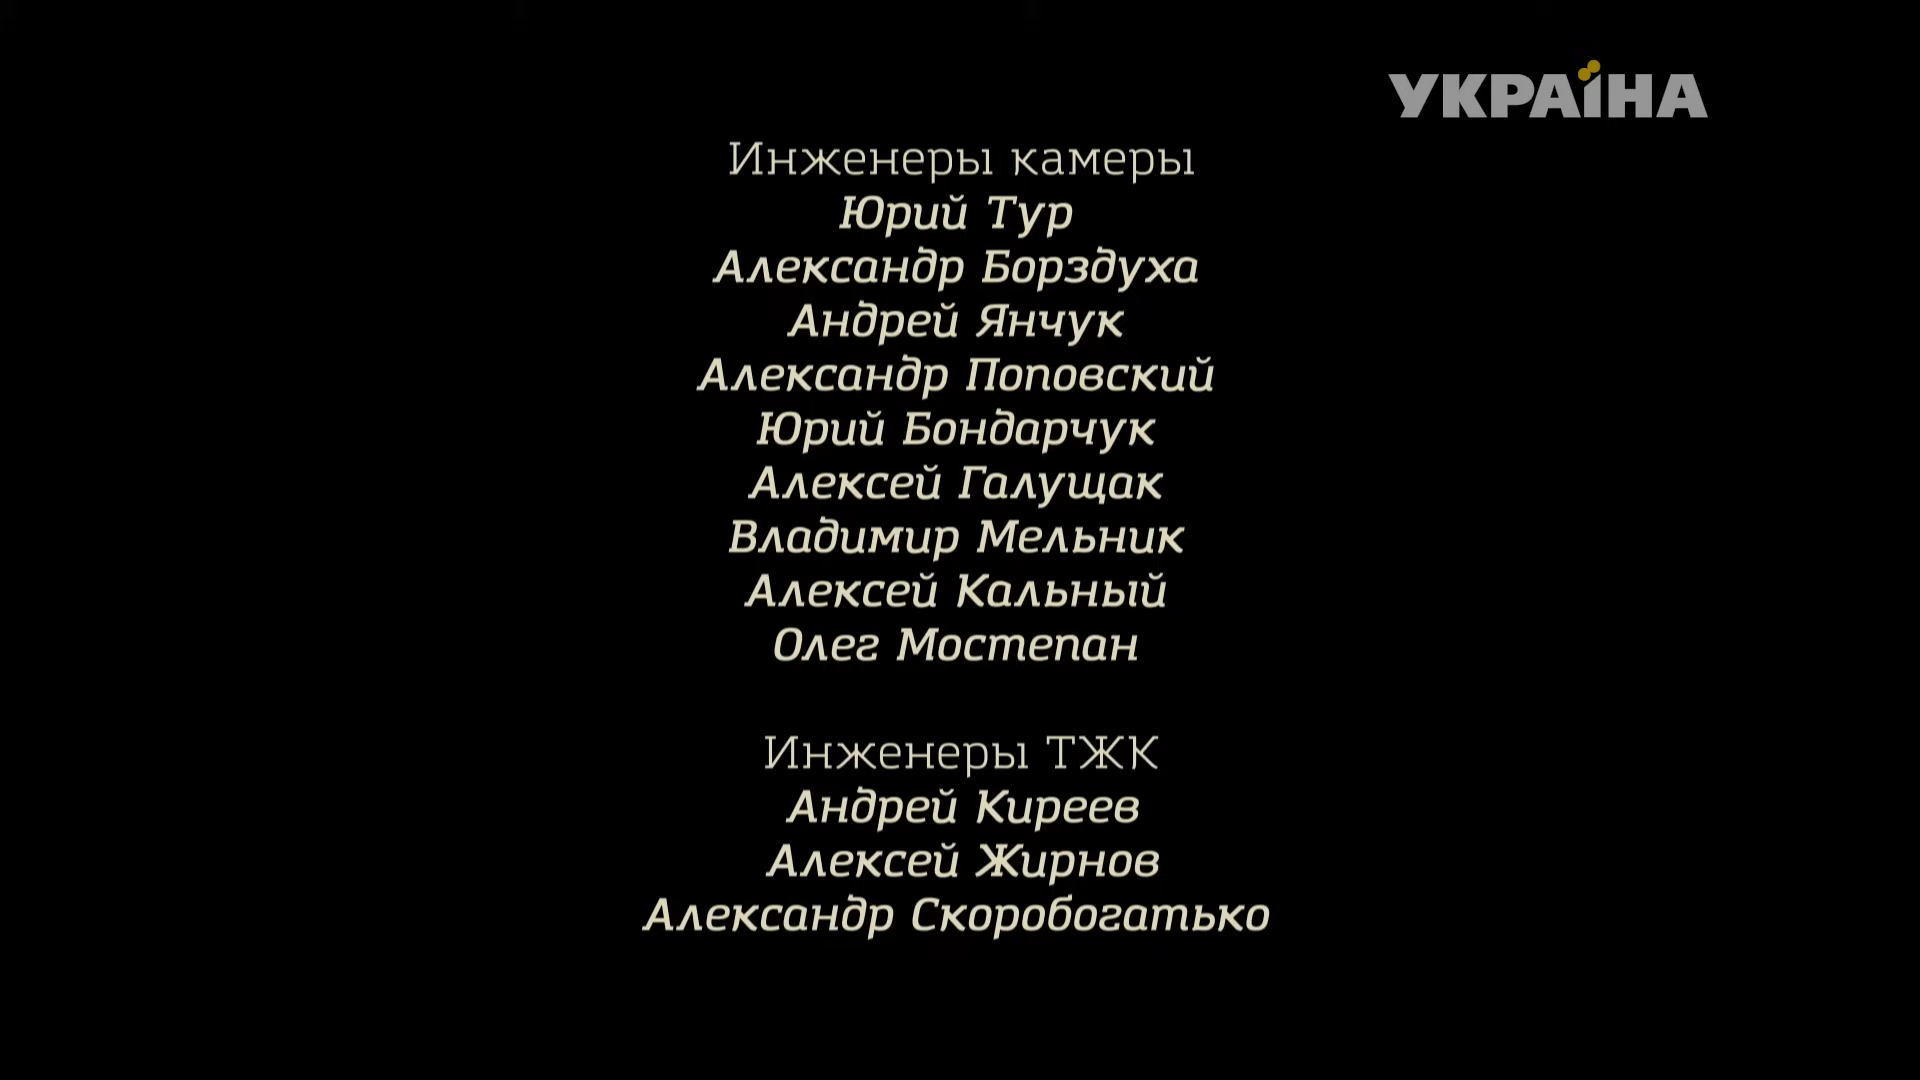 УКРАЇНА
Инженеры камеры
Юрий Тур
Александр Борздуха
Андрей Янчук
Александр Поповский
Юрий Бондарчук
Алексей Галущак
Владимир Мельник
Алексей Кальный
Олег Мостепан
Инженеры ТЖК
Андрей Киреев
Алексей Жирнов
Александр Скоробогатько